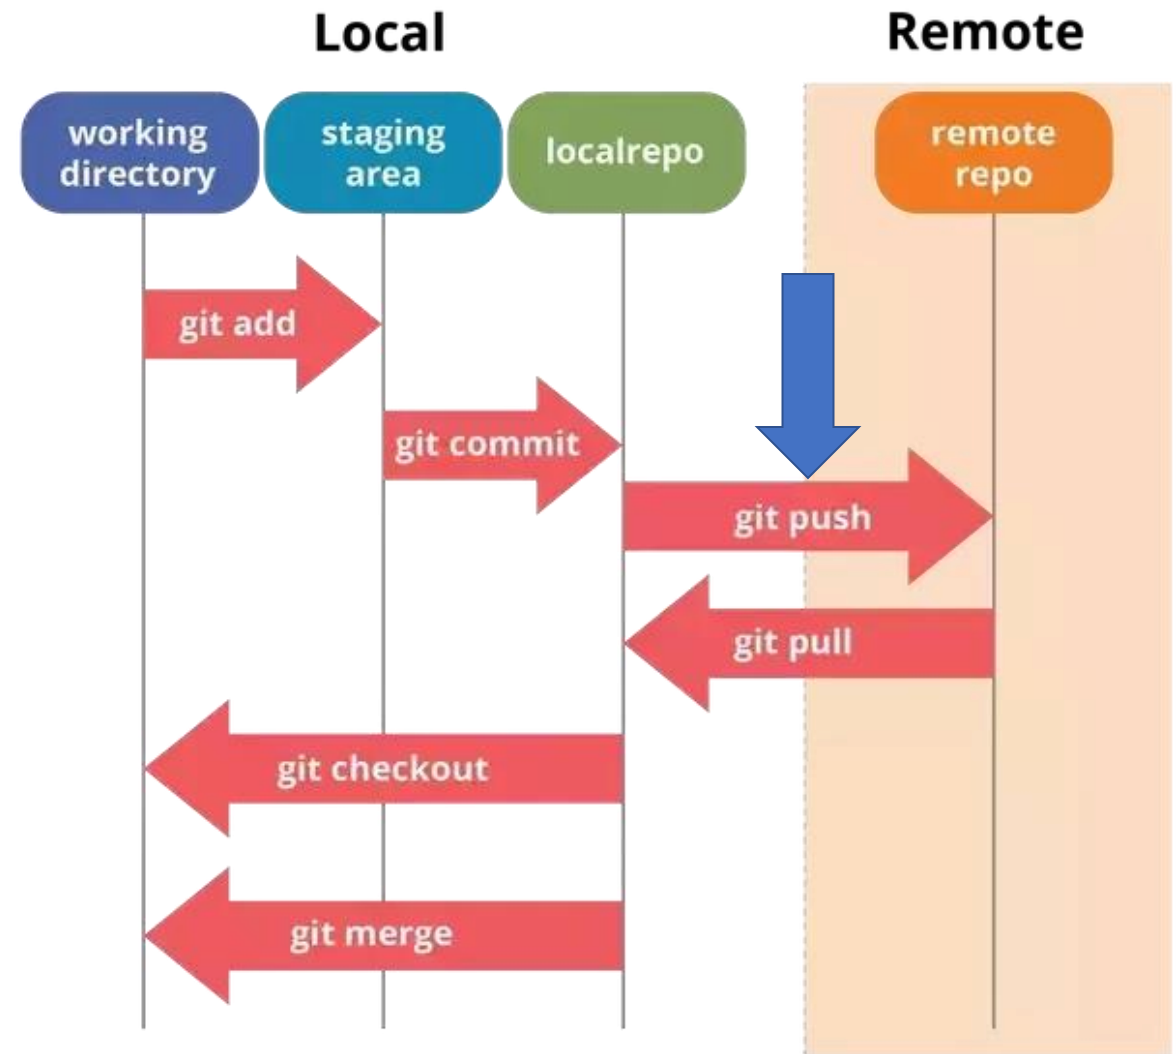 Local
Remote
working
directory
staging
area
localrepo
remote
repo
git add
git commit
git push
git pull
git checkout
git merge